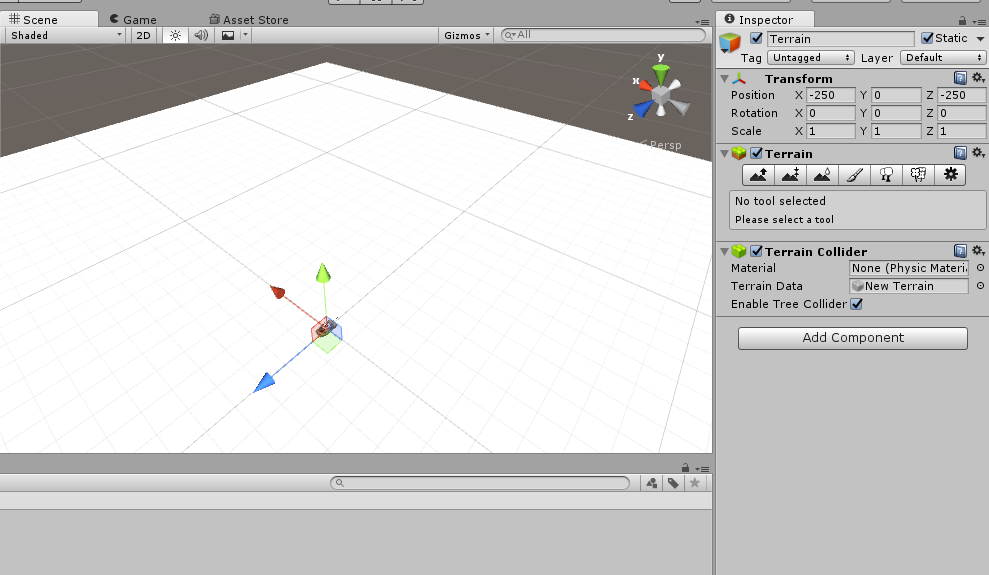 Scene Game Asset Store
Shaded 2D Gizmos All
y
x
z
Persp
Inspector
Terrain Static
Tag Untagged Layer Default
Transform
Position X -250 Y 0 Z -250
Rotation X 0 Y 0 Z 0
Scale X 1 Y 1 Z 1
Terrain
No tool selected
Please select a tool
Terrain Collider
Material None (Physic Materi
Terrain Data New Terrain
Enable Tree Collider
Add Component